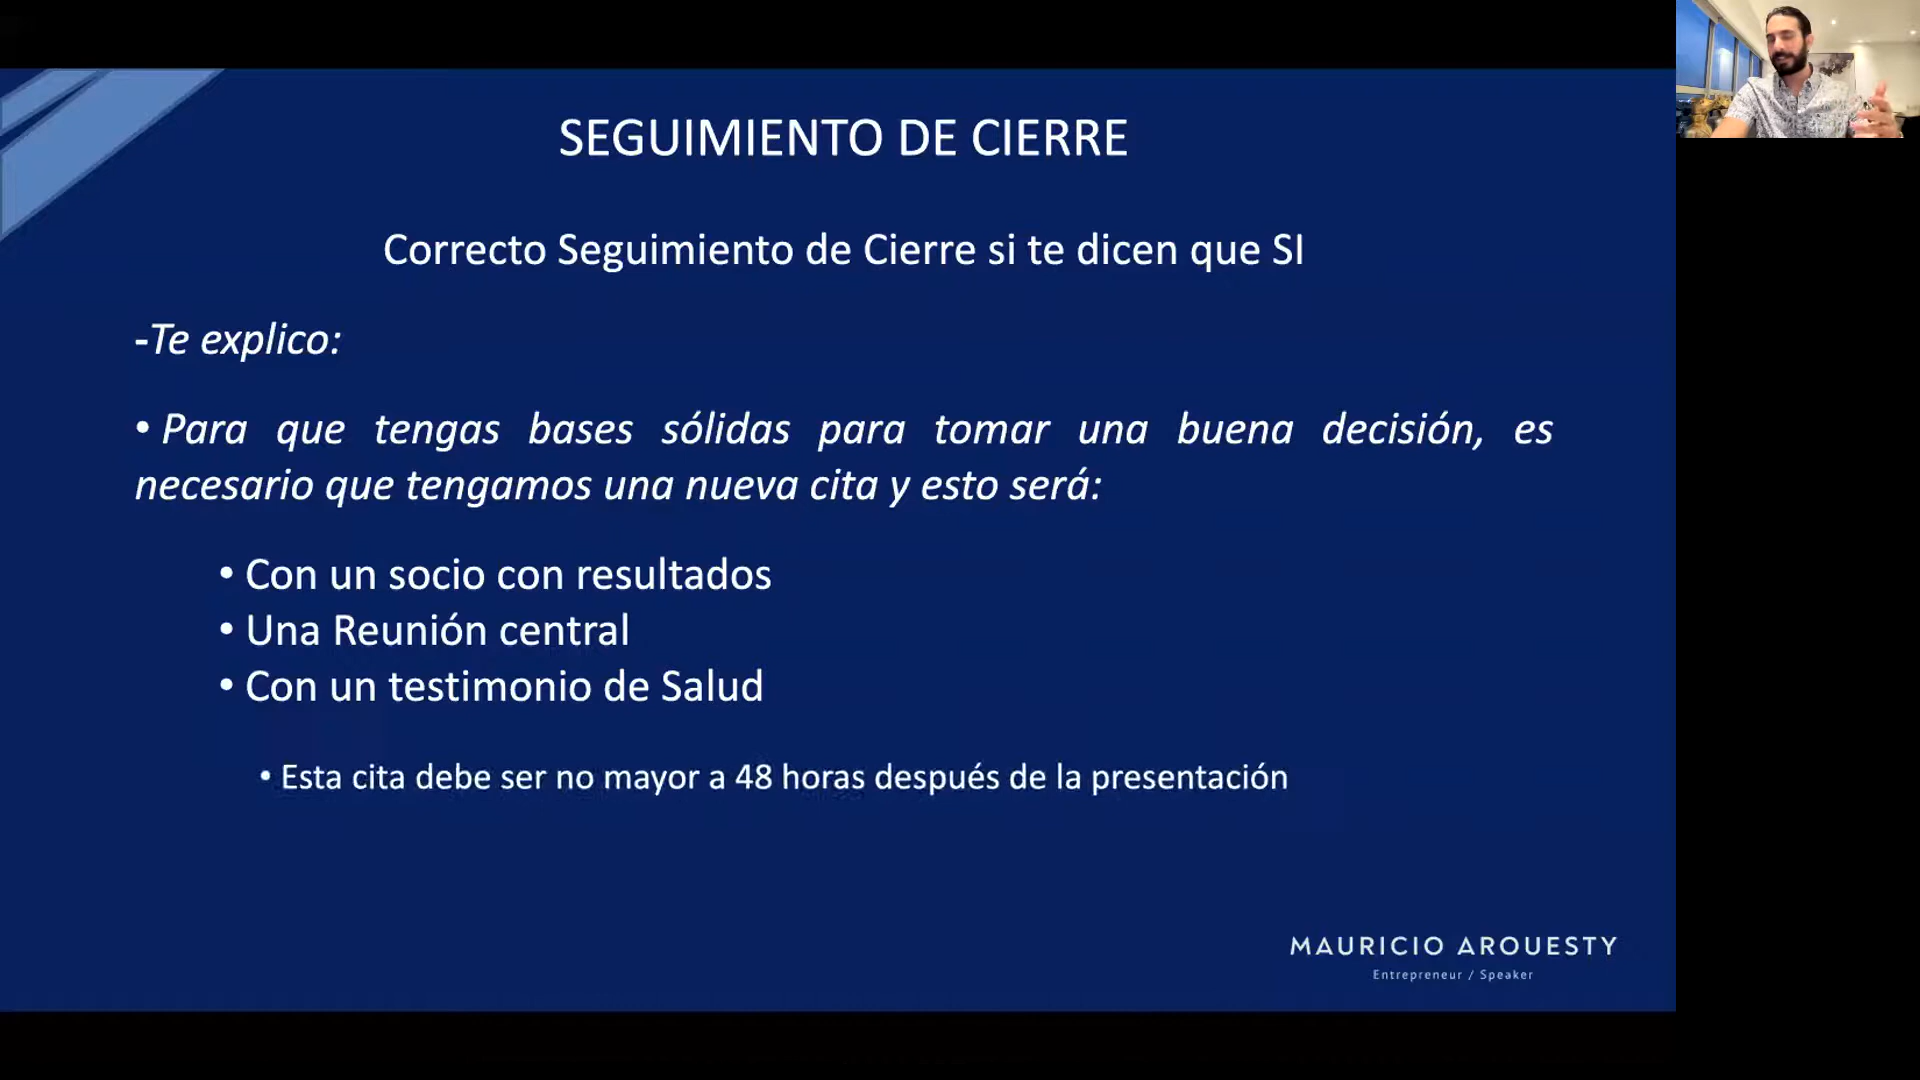 SEGUIMIENTO DE CIERRE
Correcto Seguimiento de Cierre si te dicen que SI
-Te explico:
• Para que tengas bases sólidas para tomar una buena decisión, es
necesario que tengamos una nueva cita y esto será:
• Con un socio con resultados
• Una Reunión central
• Con un testimonio de Salud
• Esta cita debe ser no mayor a 48 horas después de la presentación
MAURICIO AROUESTY
Entrepreneur / Speaker